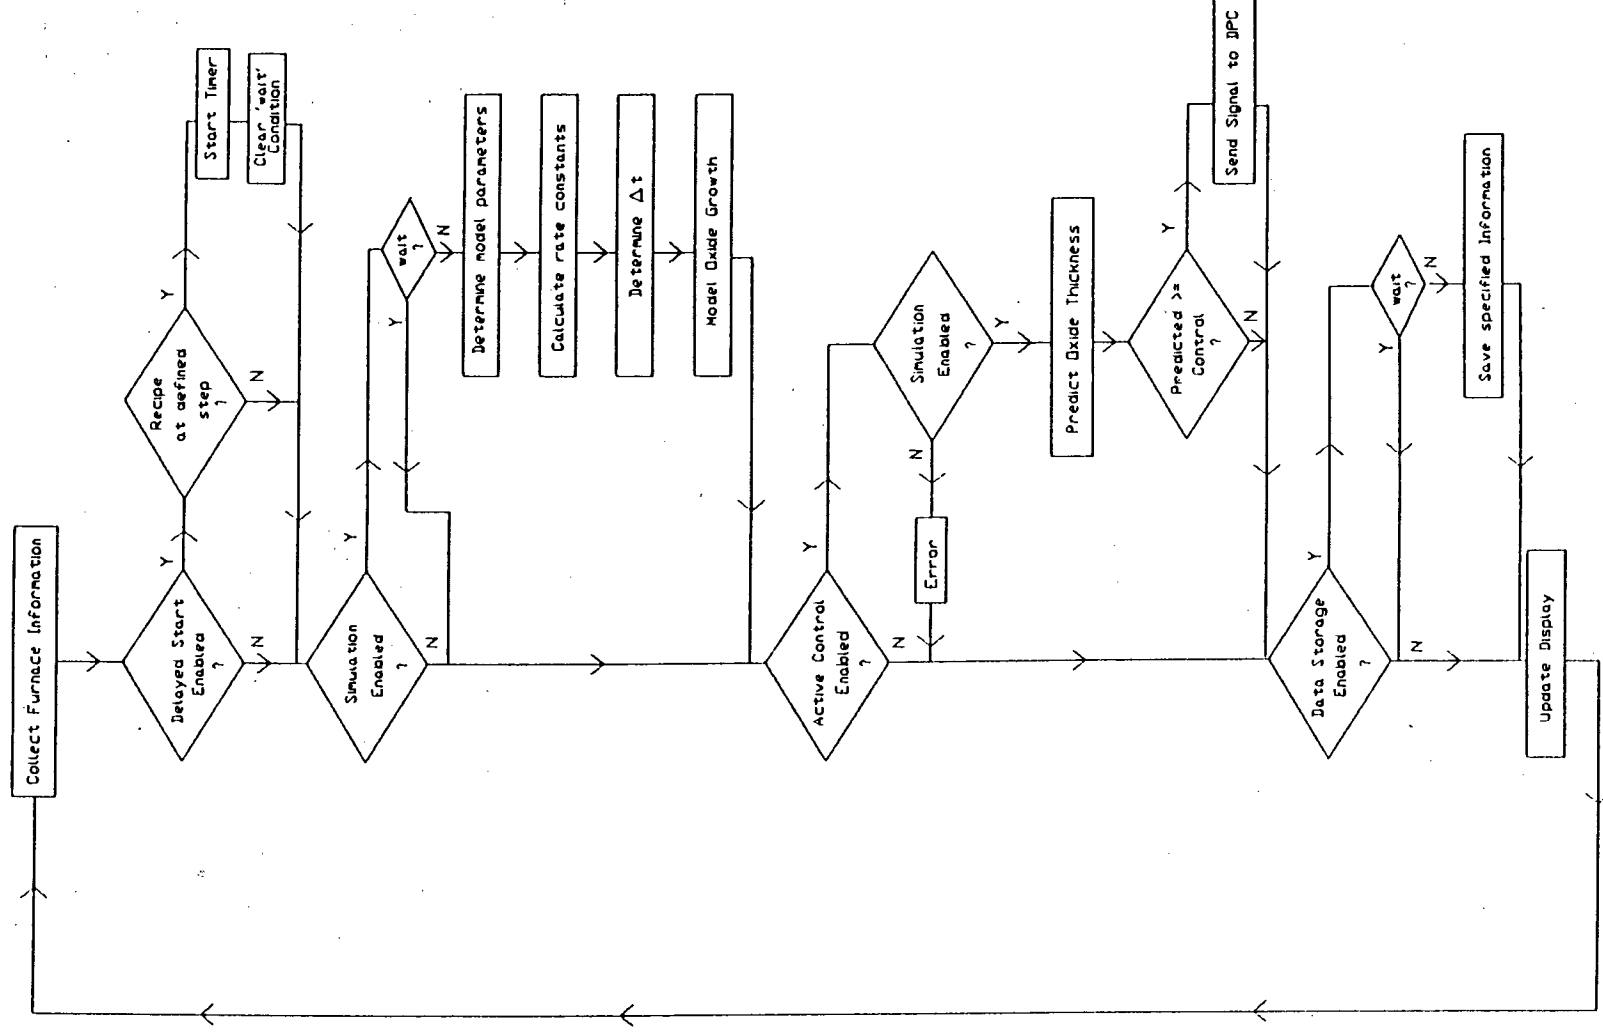 Collect Furnace Information
Delayed Start
Enabled
?
Y
N
Recipe
at defined
step
?
Y
N
Start Timer
Clear 'wait'
Condition
Simulation
Enabled
?
Y
N
wait
?
Y
N
Determine model parameters
Calculate rate constants
Determine Δt
Model Oxide Growth
Active Control
Enabled
?
Y
N
Simulation
Enabled
?
N
Y
Error
Predict Oxide Thickness
Predicted >=
Control
?
Y
N
Send Signal to DPC
Data Storage
Enabled
?
Y
N
wait
?
Y
N
Save specified Information
Update Display